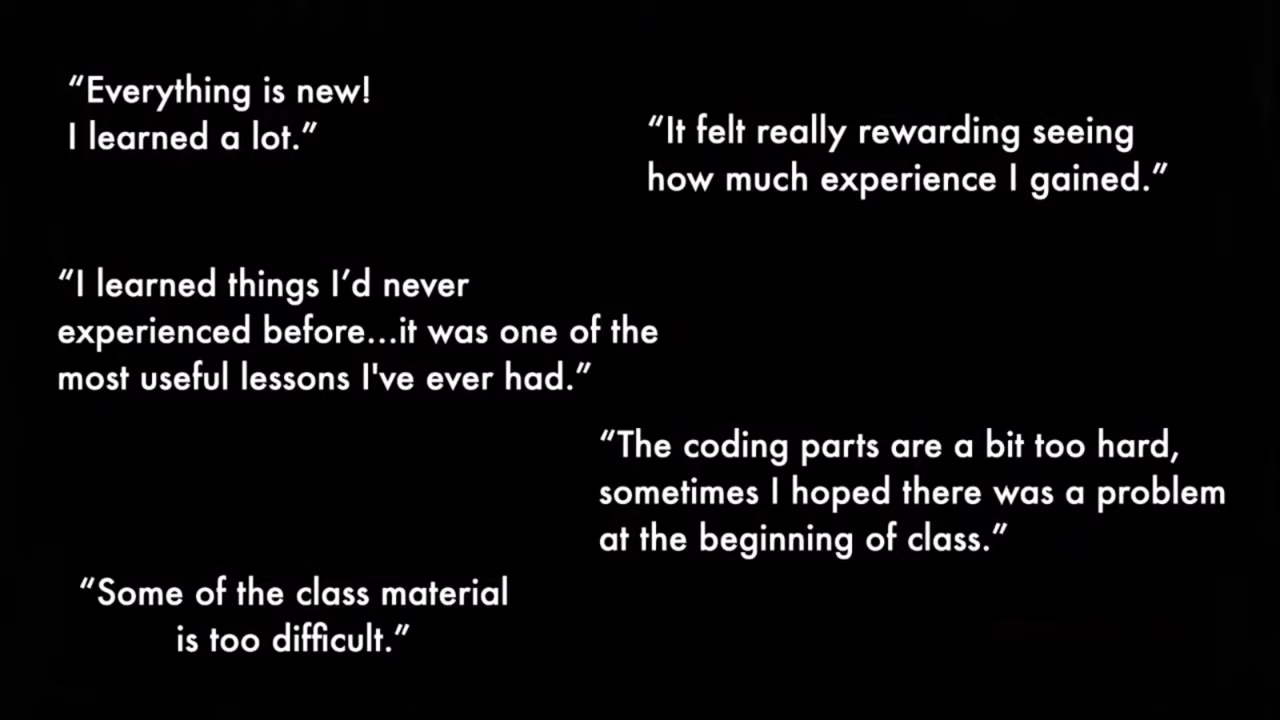 “Everything is new!
I learned a lot.”
“It felt really rewarding seeing
how much experience I gained.”
“I learned things I’d never
experienced before...it was one of the
most useful lessons I've ever had.”
“The coding parts are a bit too hard,
sometimes I hoped there was a problem
at the beginning of class.”
“Some of the class material
is too difficult.”